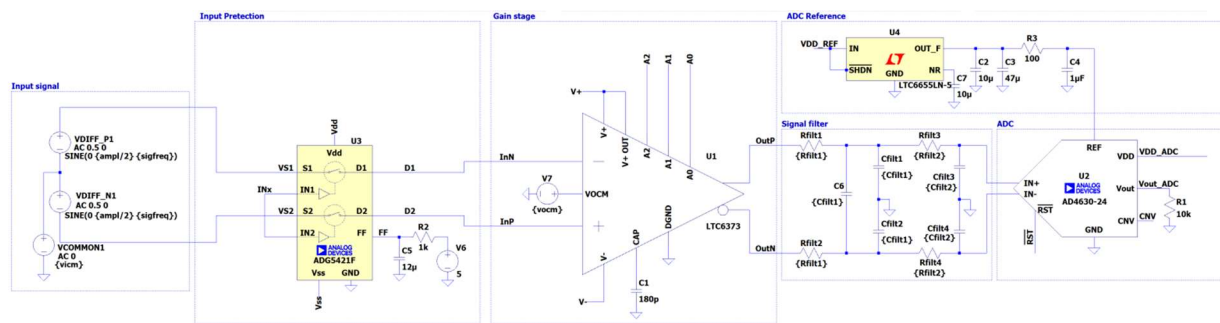 Input signal
VDIFF_P1
AC 0.5 0
SINE(0 {ampl/2} {sigfreq})
VDIFF_N1
AC 0.5 0
SINE(0 {ampl/2} {sigfreq})
VCOMMON1
AC 0
{vicm}
Input Pretection
Vdd
U3
Vdd
VS1
S1
D1
D1
INx
IN1
VS2
S2
D2
D2
IN2
FF
FF
ANALOG
DEVICES
ADG5421F
Vss
GND
Vss
R2
1k
C5
12µ
V6
5
Gain stage
A2
A1
A0
V+
V+
V+ OUT
A2
A1
A0
U1
InN
OutP
V7
{vocm}
VOCM
InP
LTC6373
DGND
CAP
V-
V-
OutN
C1
180p
ADC Reference
U4
VDD_REF
IN
OUT_F
SHDN
NR
GND
LTC6655LN-5
C7
10µ
C2
10µ
C3
47µ
R3
100
C4
1µF
Signal filter
Rfilt1
{Rfilt1}
Rfilt3
{Rfilt2}
C6
{Cfilt1}
Cfilt1
{Cfilt1}
Cfilt3
{Cfilt2}
Cfilt2
{Cfilt1}
Cfilt4
{Cfilt2}
Rfilt2
{Rfilt1}
Rfilt4
{Rfilt2}
ADC
REF
VDD
VDD_ADC
IN+
IN-
U2
ANALOG
DEVICES
AD4630-24
Vout
Vout_ADC
R1
10k
RST
CNV
CNV
GND
RST